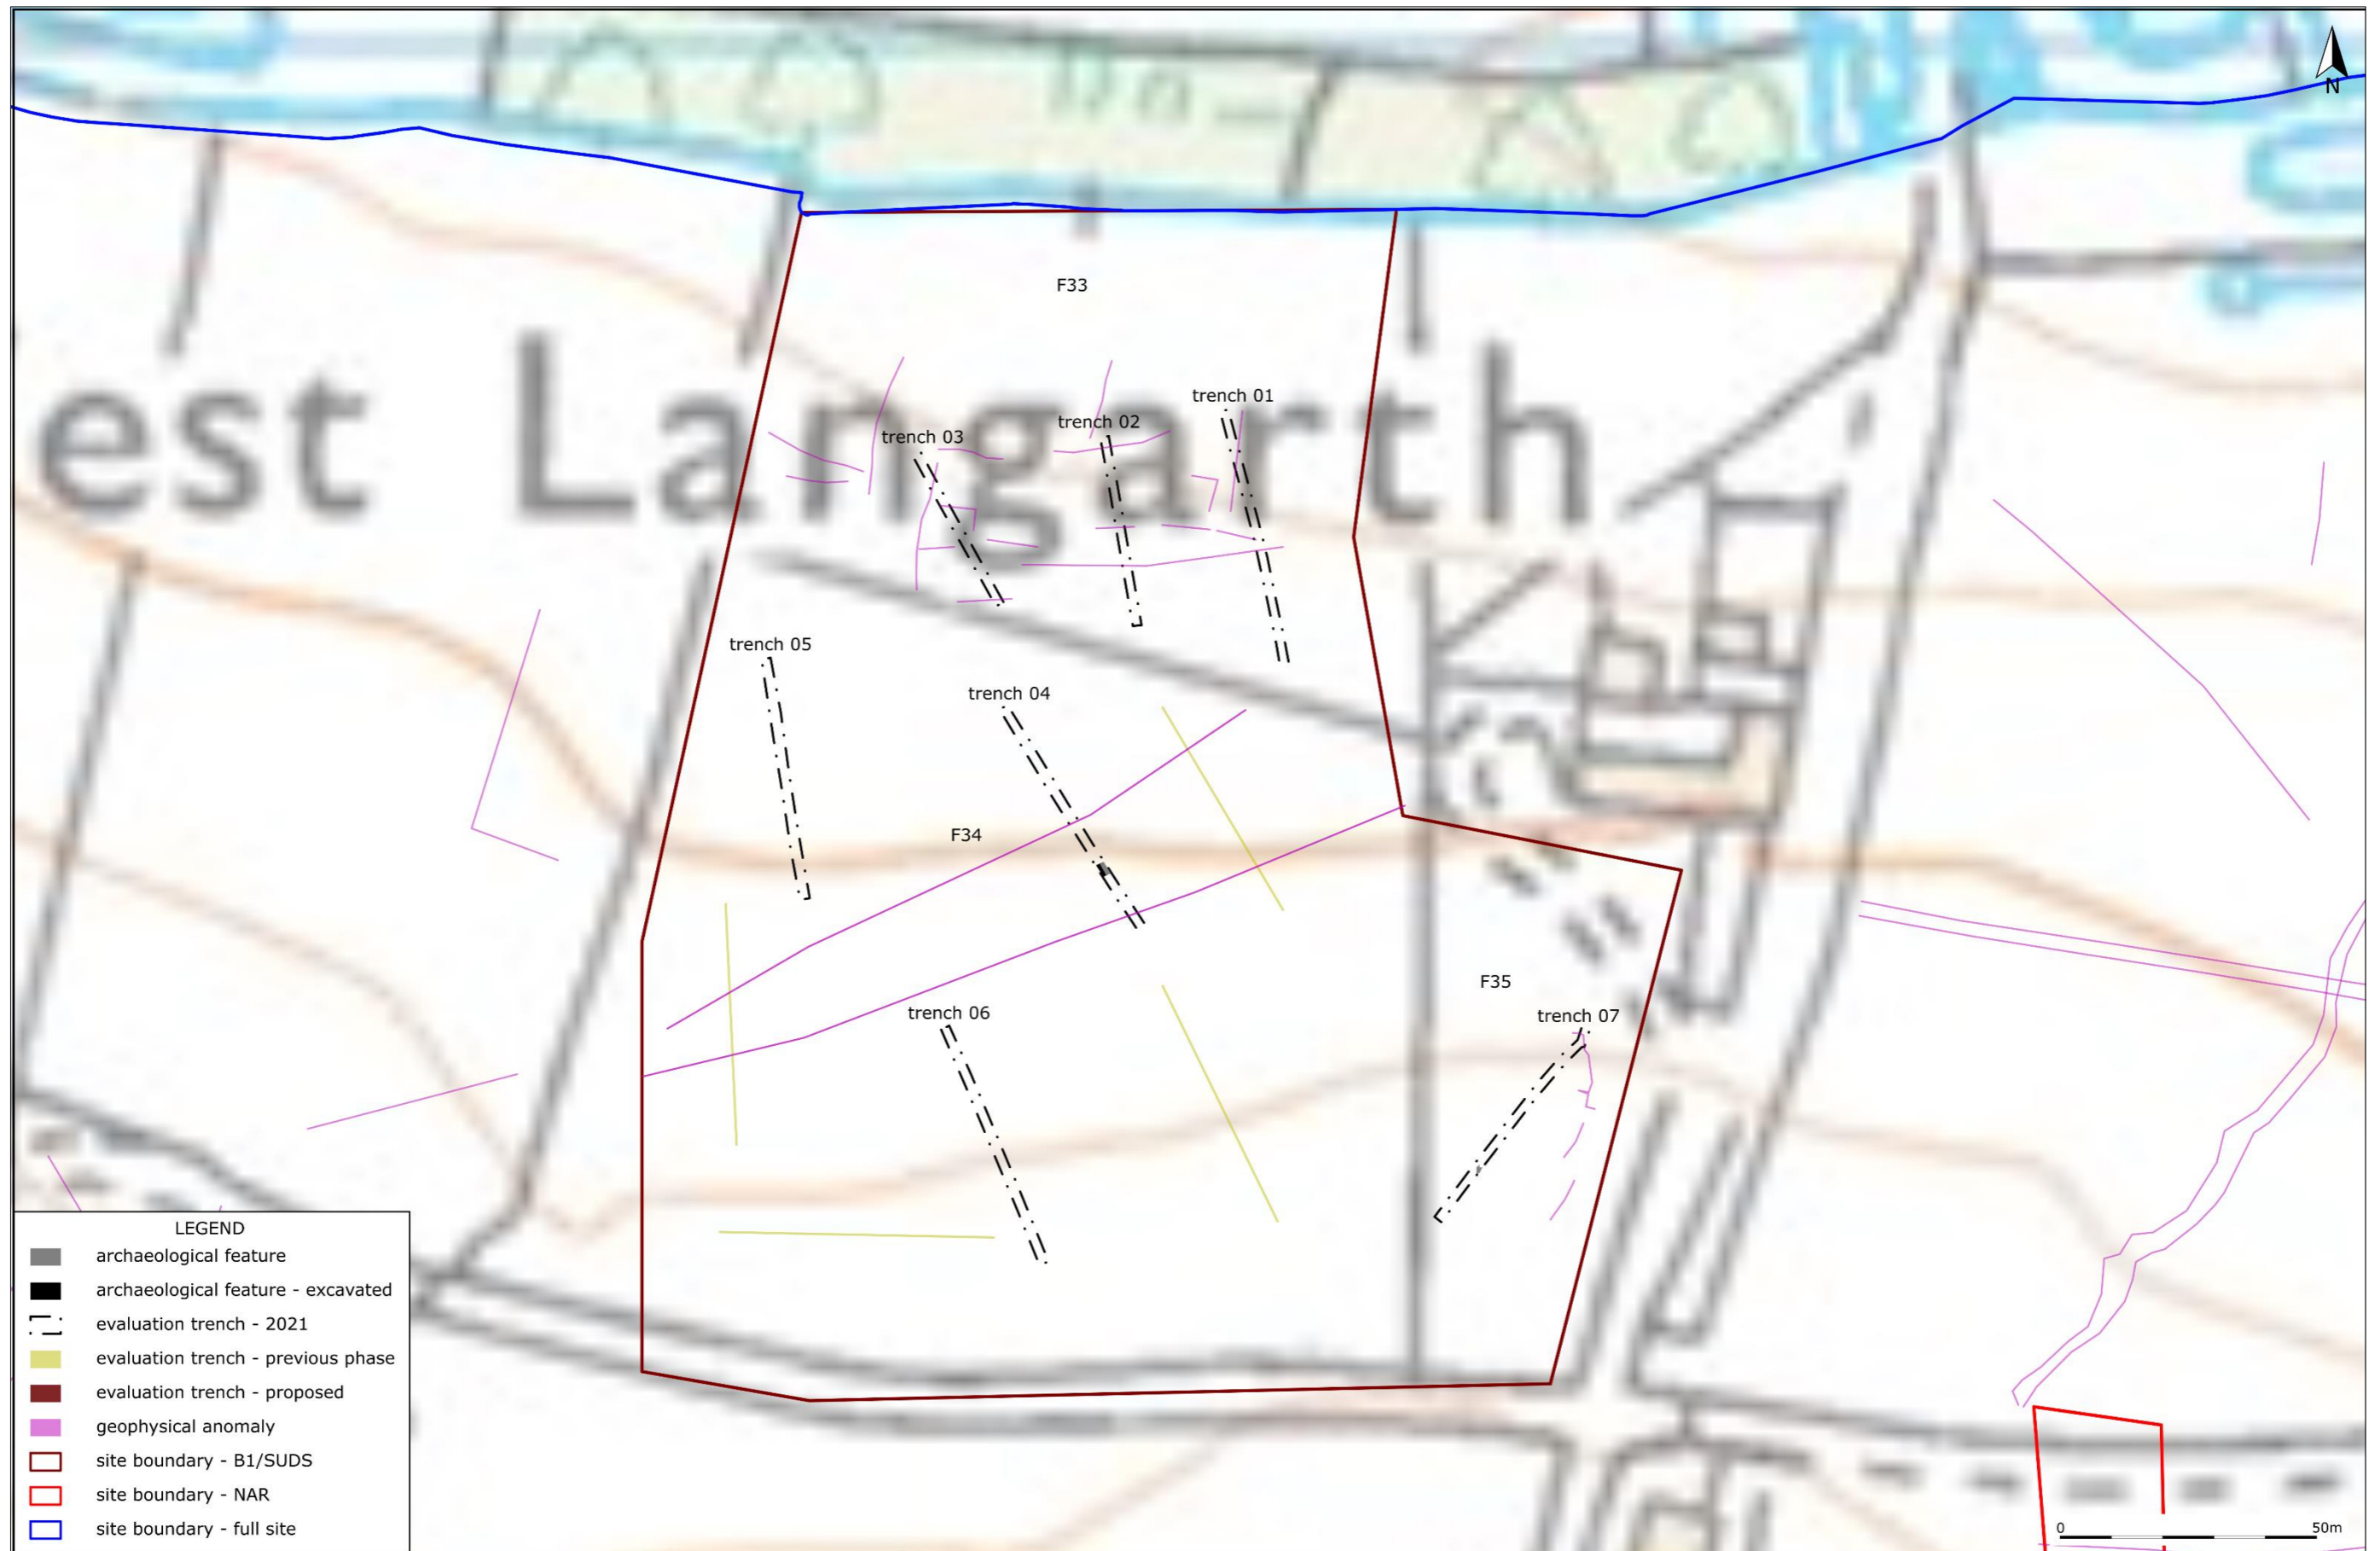 N
F33
est Langarth
trench 01
trench 02
trench 03
trench 05
trench 04
F34
F35
trench 06
trench 07
LEGEND
archaeological feature
archaeological feature - excavated
evaluation trench - 2021
evaluation trench - previous phase
evaluation trench - proposed
geophysical anomaly
site boundary - B1/SUDS
site boundary - NAR
site boundary - full site
0 50m